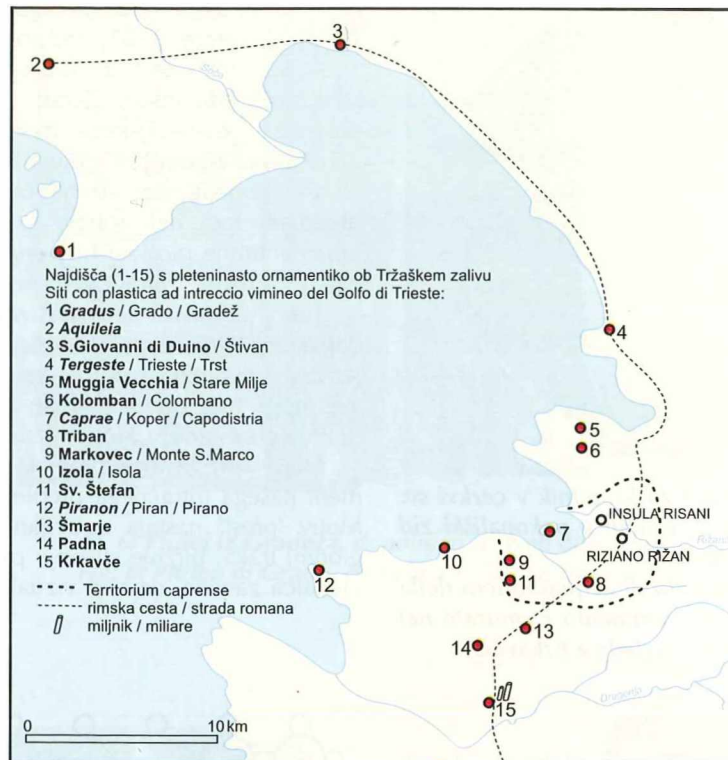 3
2
Soča
1
Najdišča (1-15) s pleteninasto ornamentiko ob Tržaškem zalivu
Siti con plastica ad intreccio vimineo del Golfo di Trieste:
1 Gradus / Grado / Gradež
2 Aquileia
3 S.Giovanni di Duino / Štivan
4 Tergeste / Trieste / Trst
5 Muggia Vecchia / Stare Milje
6 Kolomban / Colombano
7 Caprae / Koper / Capodistria
8 Triban
9 Markovec / Monte S.Marco
10 Izola / Isola
11 Sv. Štefan
12 Piranon / Piran / Pirano
13 Šmarje
14 Padna
15 Krkavče
Territorium caprense
rimska cesta / strada romana
miljnik / miliare
0 10 km
4
5
6
INSULA RISANI
7
Rižana
RIZIANO RIŽAN
10
9
12
11
8
13
14
Dragonja
15